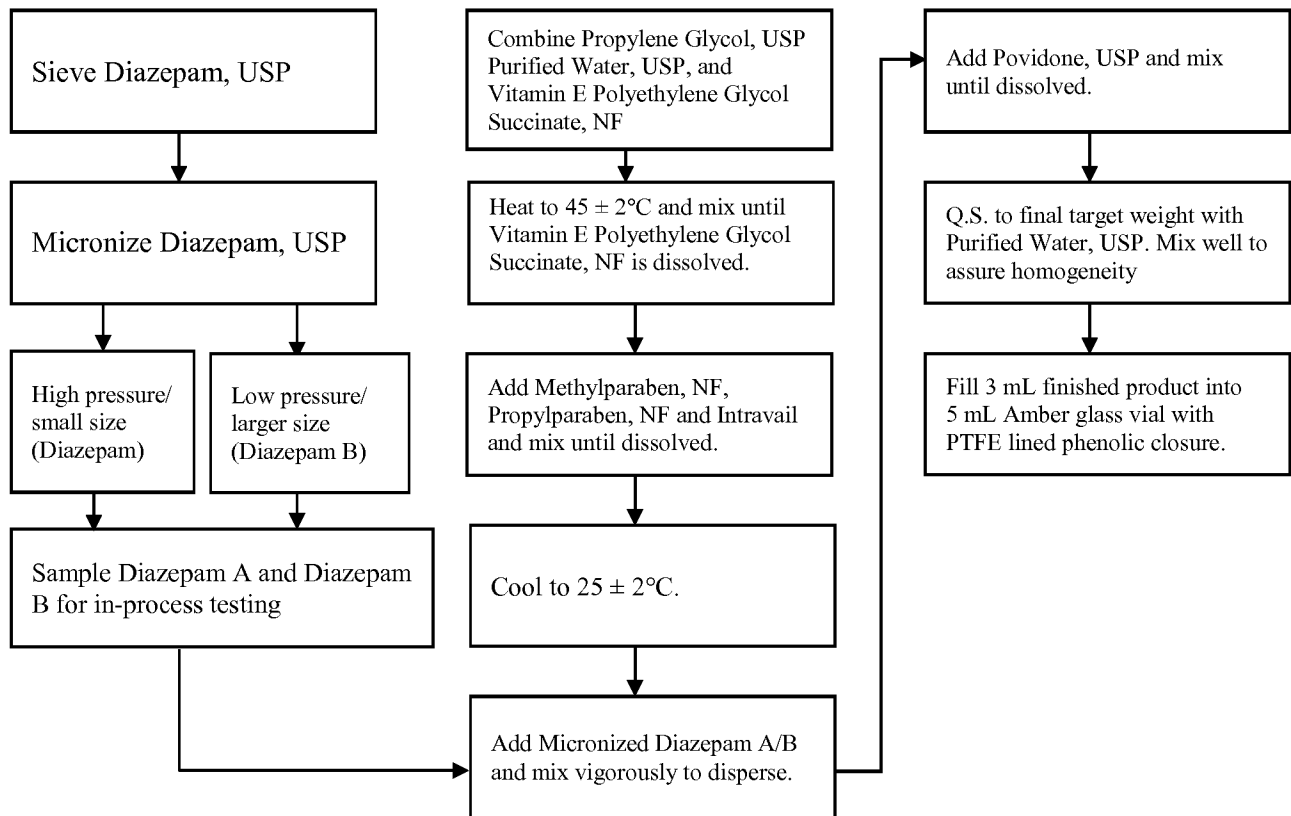 Sieve Diazepam, USP
Micronize Diazepam, USP
High pressure/
small size
(Diazepam)
Low pressure/
larger size
(Diazepam B)
Sample Diazepam A and Diazepam
B for in-process testing
Combine Propylene Glycol, USP
Purified Water, USP, and
Vitamin E Polyethylene Glycol
Succinate, NF
Heat to 45 ± 2°C and mix until
Vitamin E Polyethylene Glycol
Succinate, NF is dissolved.
Add Methylparaben, NF,
Propylparaben, NF and Intravail
and mix until dissolved.
Cool to 25 ± 2°C.
Add Micronized Diazepam A/B
and mix vigorously to disperse.
Add Povidone, USP and mix
until dissolved.
Q.S. to final target weight with
Purified Water, USP. Mix well to
assure homogeneity
Fill 3 mL finished product into
5 mL Amber glass vial with
PTFE lined phenolic closure.